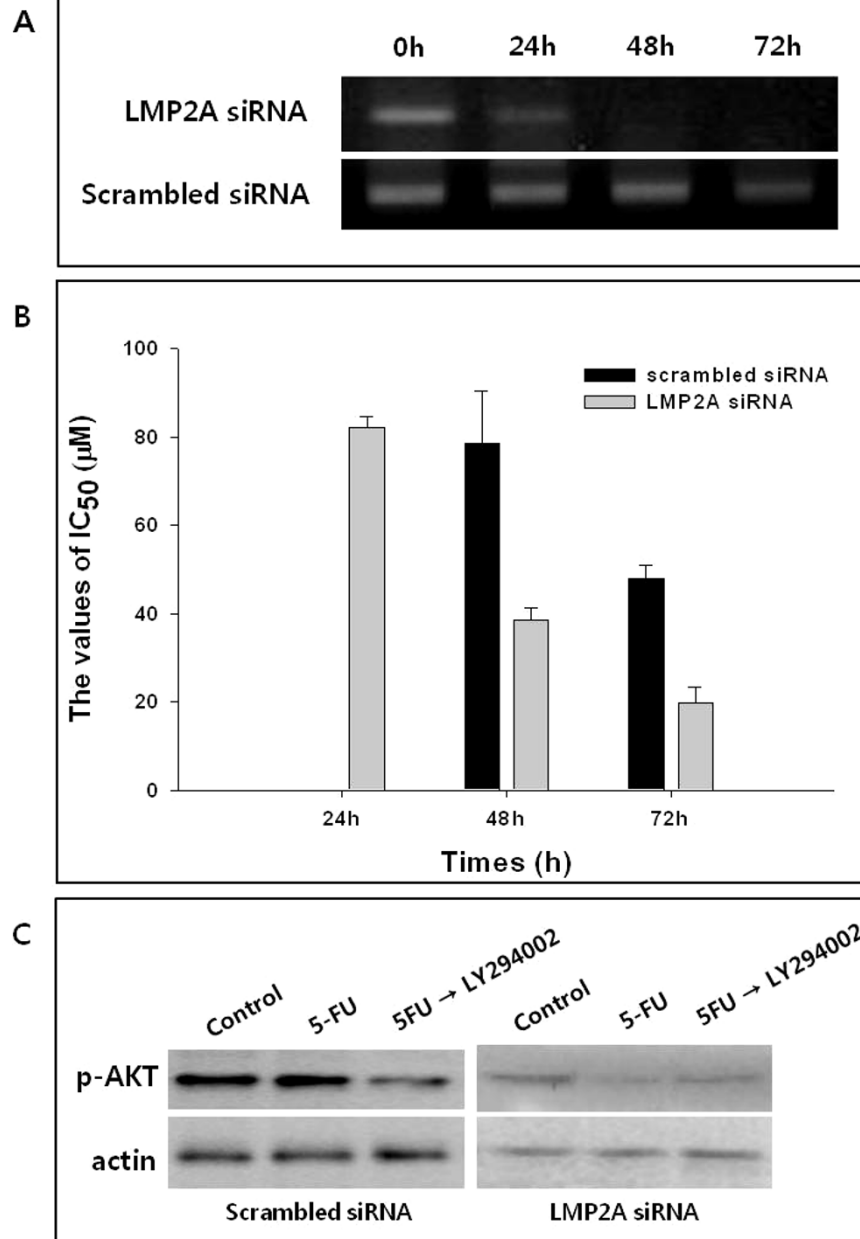 A
0h 24h 48h 72h
LMP2A siRNA
Scrambled siRNA
B
100
80
60
40
20
0
The values of IC50 (μM)
scrambled siRNA
LMP2A siRNA
24h 48h 72h
Times (h)
C
Control 5-FU 5FU → LY294002 Control 5-FU 5FU → LY294002
p-AKT
actin
Scrambled siRNA LMP2A siRNA